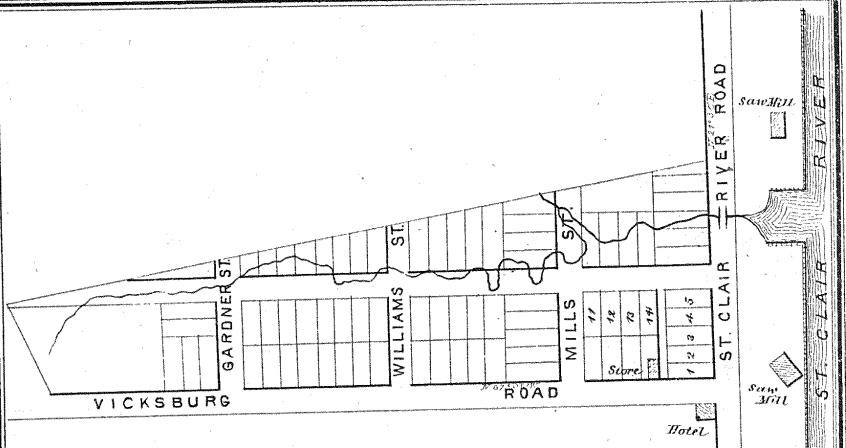 Saw Mill
RIVER ROAD
ST. CLAIR
ST. CLAIR RIVER
GARDNER ST.
WILLIAMS ST.
MILLS ST.
11 12 13 14
1 2 3 4 5
Store
Saw
Mill
VICKSBURG ROAD
Hotel